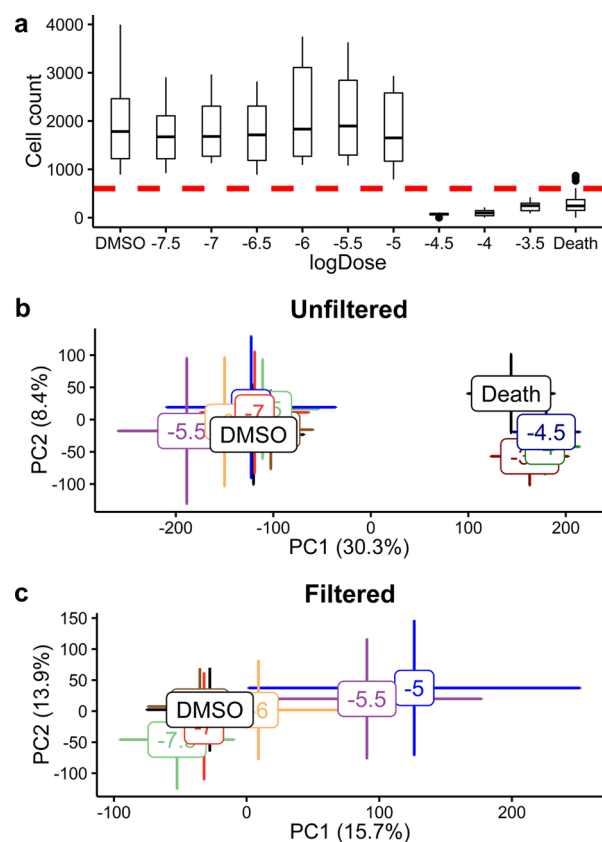 a
Cell count
4000
3000
2000
1000
0
DMSO -7.5 -7 -6.5 -6 -5.5 -5 -4.5 -4 -3.5 Death
logDose
b
Unfiltered
PC2 (8.4%)
100
50
0
-50
-100
Death
-5.5
-7
DMSO
-4.5
-200 -100 0 100 200
PC1 (30.3%)
c
Filtered
PC2 (13.9%)
150
100
50
0
-50
-100
-5
-5.5
DMSO
-6
-7
-100 0 100 200
PC1 (15.7%)